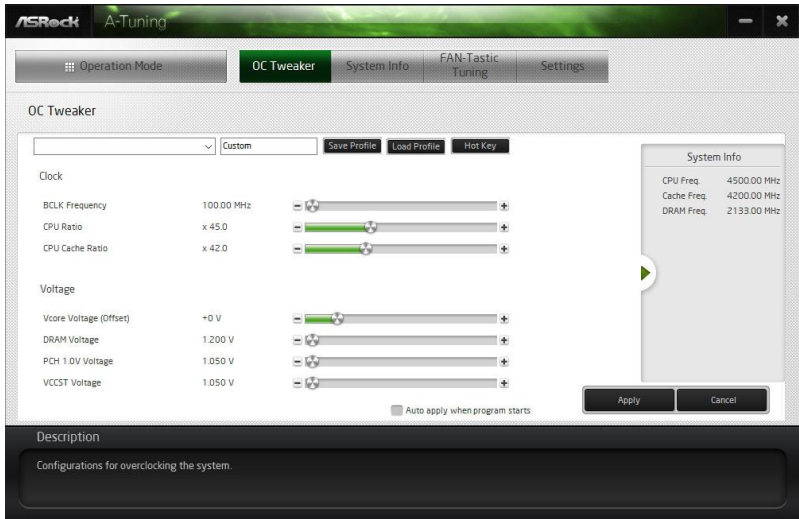 ASRock A-Tuning
Operation Mode OC Tweaker System Info FAN-Tastic Tuning Settings
OC Tweaker
Custom Save Profile Load Profile Hot Key
Clock
BCLK Frequency 100.00 MHz
CPU Ratio x 45.0
CPU Cache Ratio x 42.0
Voltage
Vcore Voltage (Offset) +0 V
DRAM Voltage 1.200 V
PCH 1.0V Voltage 1.050 V
VCCST Voltage 1.050 V
Auto apply when program starts
System Info
CPU Freq. 4500.00 MHz
Cache Freq. 4200.00 MHz
DRAM Freq. 2133.00 MHz
Apply Cancel
Description
Configurations for overclocking the system.